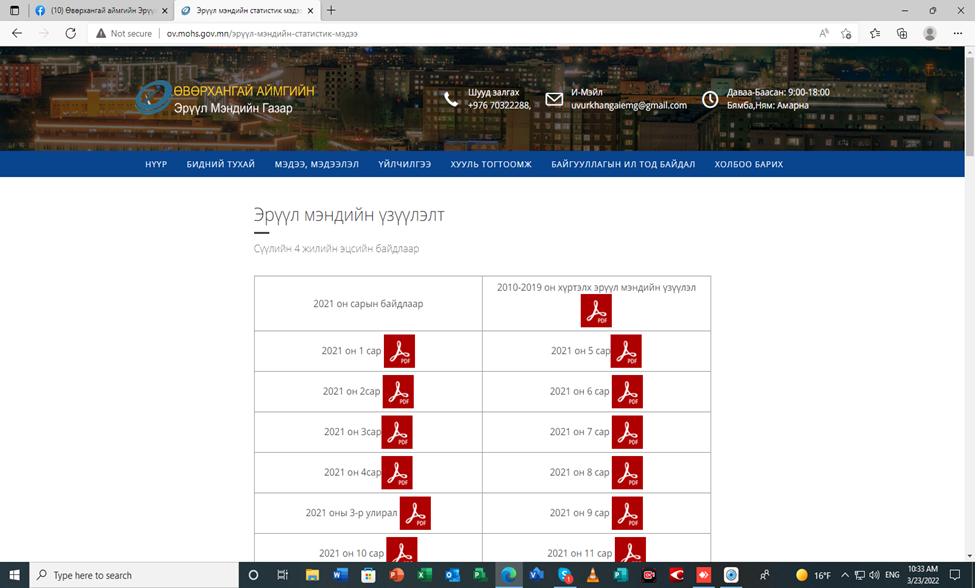 (10) Өвөрхангай аймгийн Эрүүл
Эрүүл мэндийн статистик мэдээ
Not secure
ov.mohs.gov.mn/эрүүл-мэндийн-статистик-мэдээ
ӨВӨРХАНГАЙ АЙМГИЙН
Эрүүл Мэндийн Газар
Шууд залгах
+976 70322288,
И-Мэйл
uvurkhangaiemg@gmail.com
Даваа-Баасан: 9:00-18:00
Бямба,Ням: Амарна
НҮҮР БИДНИЙ ТУХАЙ МЭДЭЭ, МЭДЭЭЛЭЛ ҮЙЛЧИЛГЭЭ ХУУЛЬ ТОГТООМЖ БАЙГУУЛЛАГЫН ИЛ ТОД БАЙДАЛ ХОЛБОО БАРИХ
Эрүүл мэндийн үзүүлэлт
Сүүлийн 4 жилийн эцсийн байдлаар
2021 он сарын байдлаар
2010-2019 он хүртэлх эрүүл мэндийн үзүүлэл
PDF
2021 он 1 сар PDF
2021 он 5 сар PDF
2021 он 2сар PDF
2021 он 6 сар PDF
2021 он 3сар PDF
2021 он 7 сар PDF
2021 он 4сар PDF
2021 он 8 сар PDF
2021 оны 3-р улирал PDF
2021 он 9 сар PDF
2021 он 10 сар
2021 он 11 сар
Type here to search
16°F
ENG
10:33 AM
3/23/2022